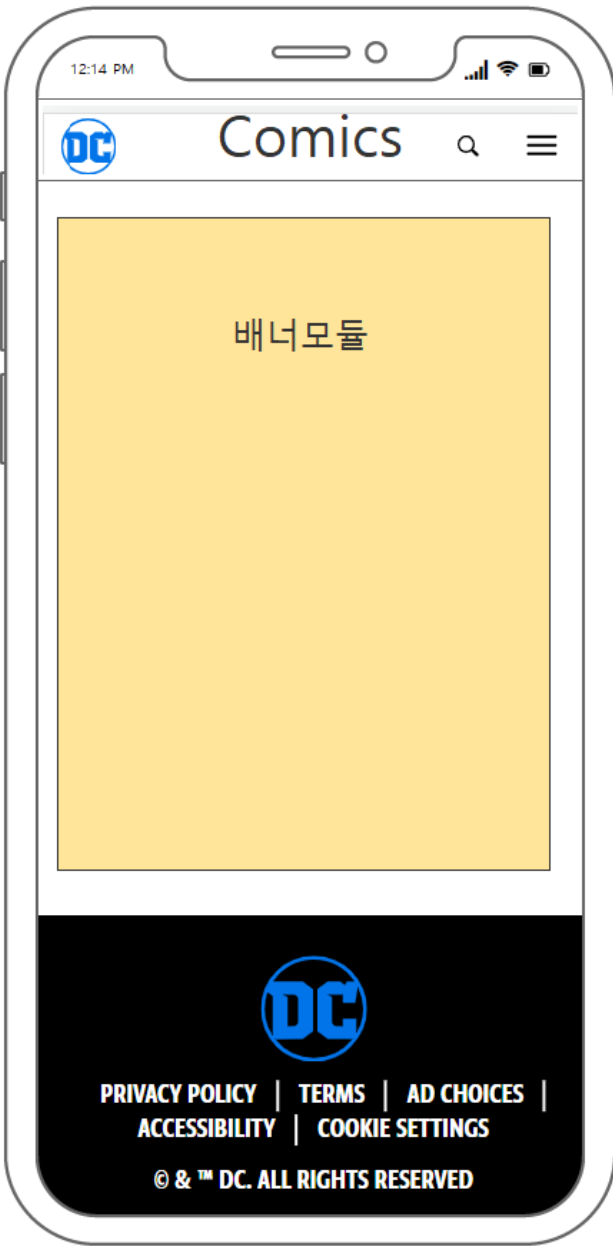 12:14 PM
DC
Comics
배너모듈
DC
PRIVACY POLICY | TERMS | AD CHOICES |
ACCESSIBILITY | COOKIE SETTINGS
© & ™ DC. ALL RIGHTS RESERVED